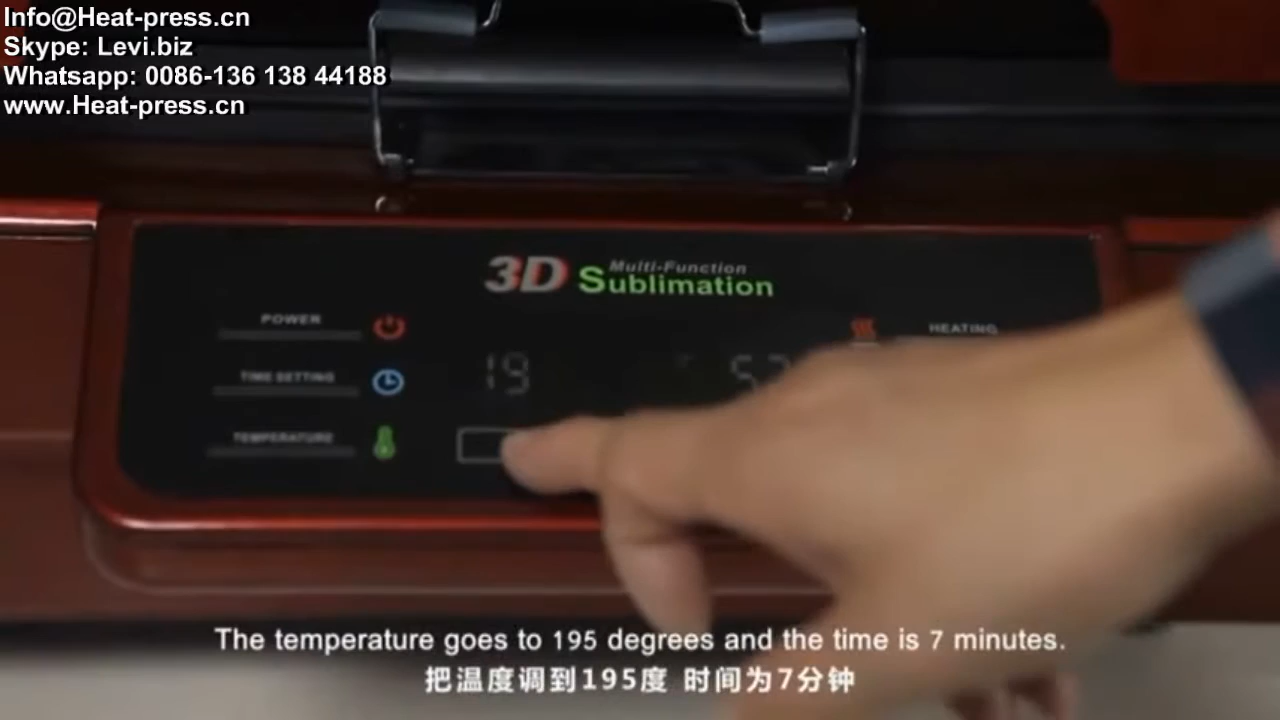 Info@Heat-press.cn
Skype: Levi.biz
Whatsapp: 0086-136 138 44188
www.Heat-press.cn
3D Multi-Function
Sublimation
POWER
HEATING
TIME SETTING
19
TEMPERATURE
The temperature goes to 195 degrees and the time is 7 minutes.
把温度调到195度 时间为7分钟